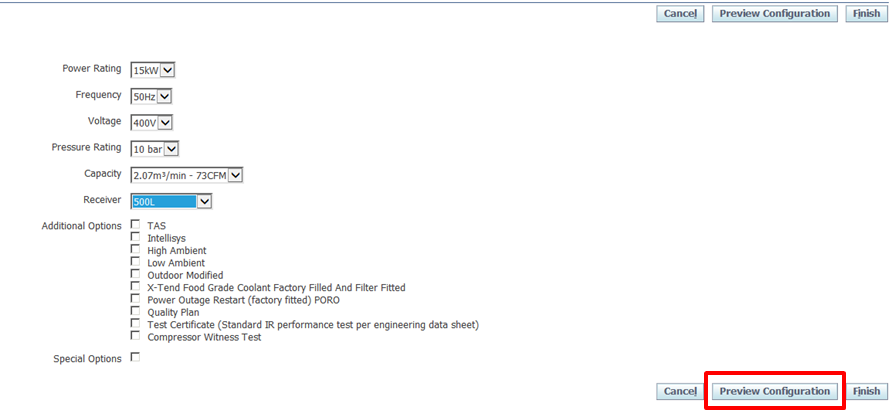 Cancel Preview Configuration Finish
Power Rating 15kW
Frequency 50Hz
Voltage 400V
Pressure Rating 10 bar
Capacity 2.07m³/min - 73CFM
Receiver 500L
Additional Options TAS
Intellisys
High Ambient
Low Ambient
Outdoor Modified
X-Tend Food Grade Coolant Factory Filled And Filter Fitted
Power Outage Restart (factory fitted) PORO
Quality Plan
Test Certificate (Standard IR performance test per engineering data sheet)
Compressor Witness Test
Special Options
Cancel Preview Configuration Finish